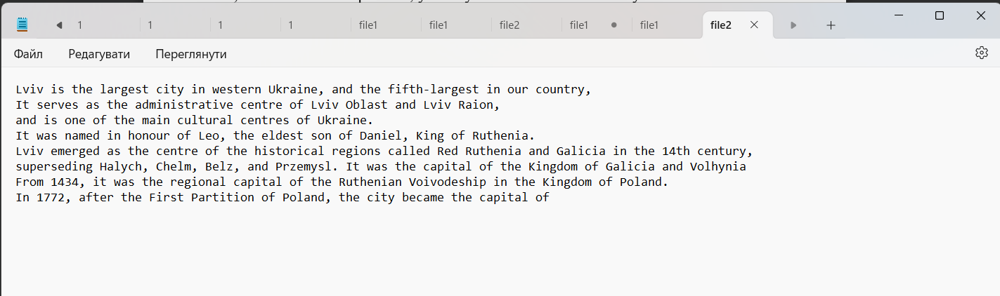 1 1 1 1 file1 file1 file2 file1 file1 file2
Файл Редагувати Переглянути
Lviv is the largest city in western Ukraine, and the fifth-largest in our country,
It serves as the administrative centre of Lviv Oblast and Lviv Raion,
and is one of the main cultural centres of Ukraine.
It was named in honour of Leo, the eldest son of Daniel, King of Ruthenia.
Lviv emerged as the centre of the historical regions called Red Ruthenia and Galicia in the 14th century,
superseding Halych, Chelm, Belz, and Przemysl. It was the capital of the Kingdom of Galicia and Volhynia
From 1434, it was the regional capital of the Ruthenian Voivodeship in the Kingdom of Poland.
In 1772, after the First Partition of Poland, the city became the capital of